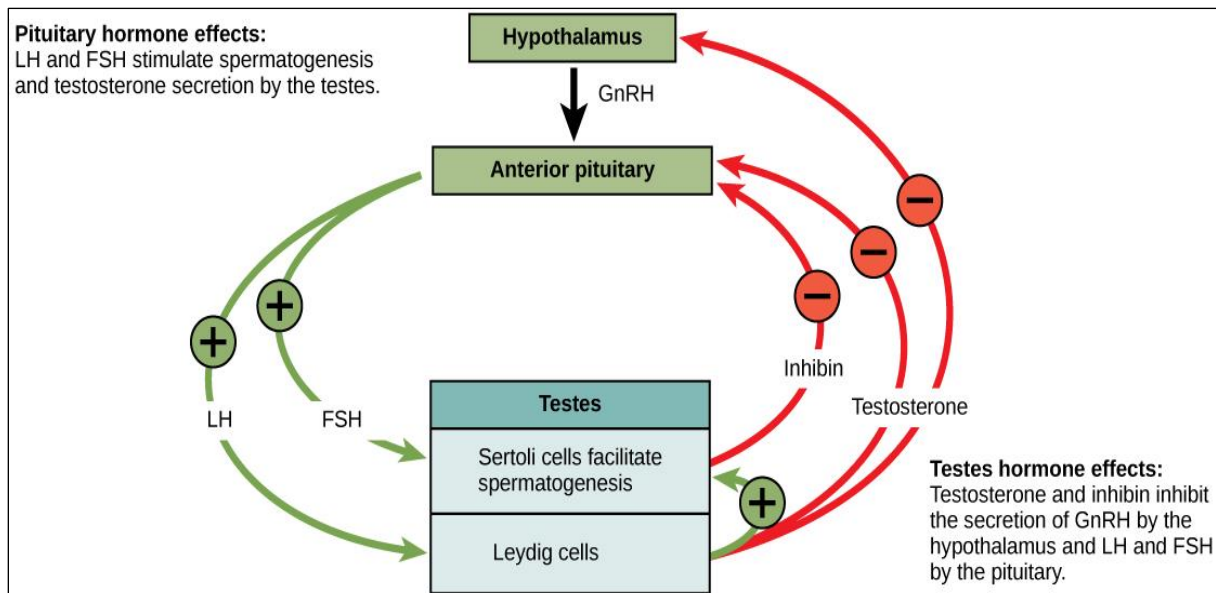 Pituitary hormone effects:
LH and FSH stimulate spermatogenesis
and testosterone secretion by the testes.
Hypothalamus
GnRH
Anterior pituitary
+
+
−
−
−
LH
FSH
Inhibin
Testosterone
Testes
Sertoli cells facilitate
spermatogenesis
+
Leydig cells
Testes hormone effects:
Testosterone and inhibin inhibit
the secretion of GnRH by the
hypothalamus and LH and FSH
by the pituitary.